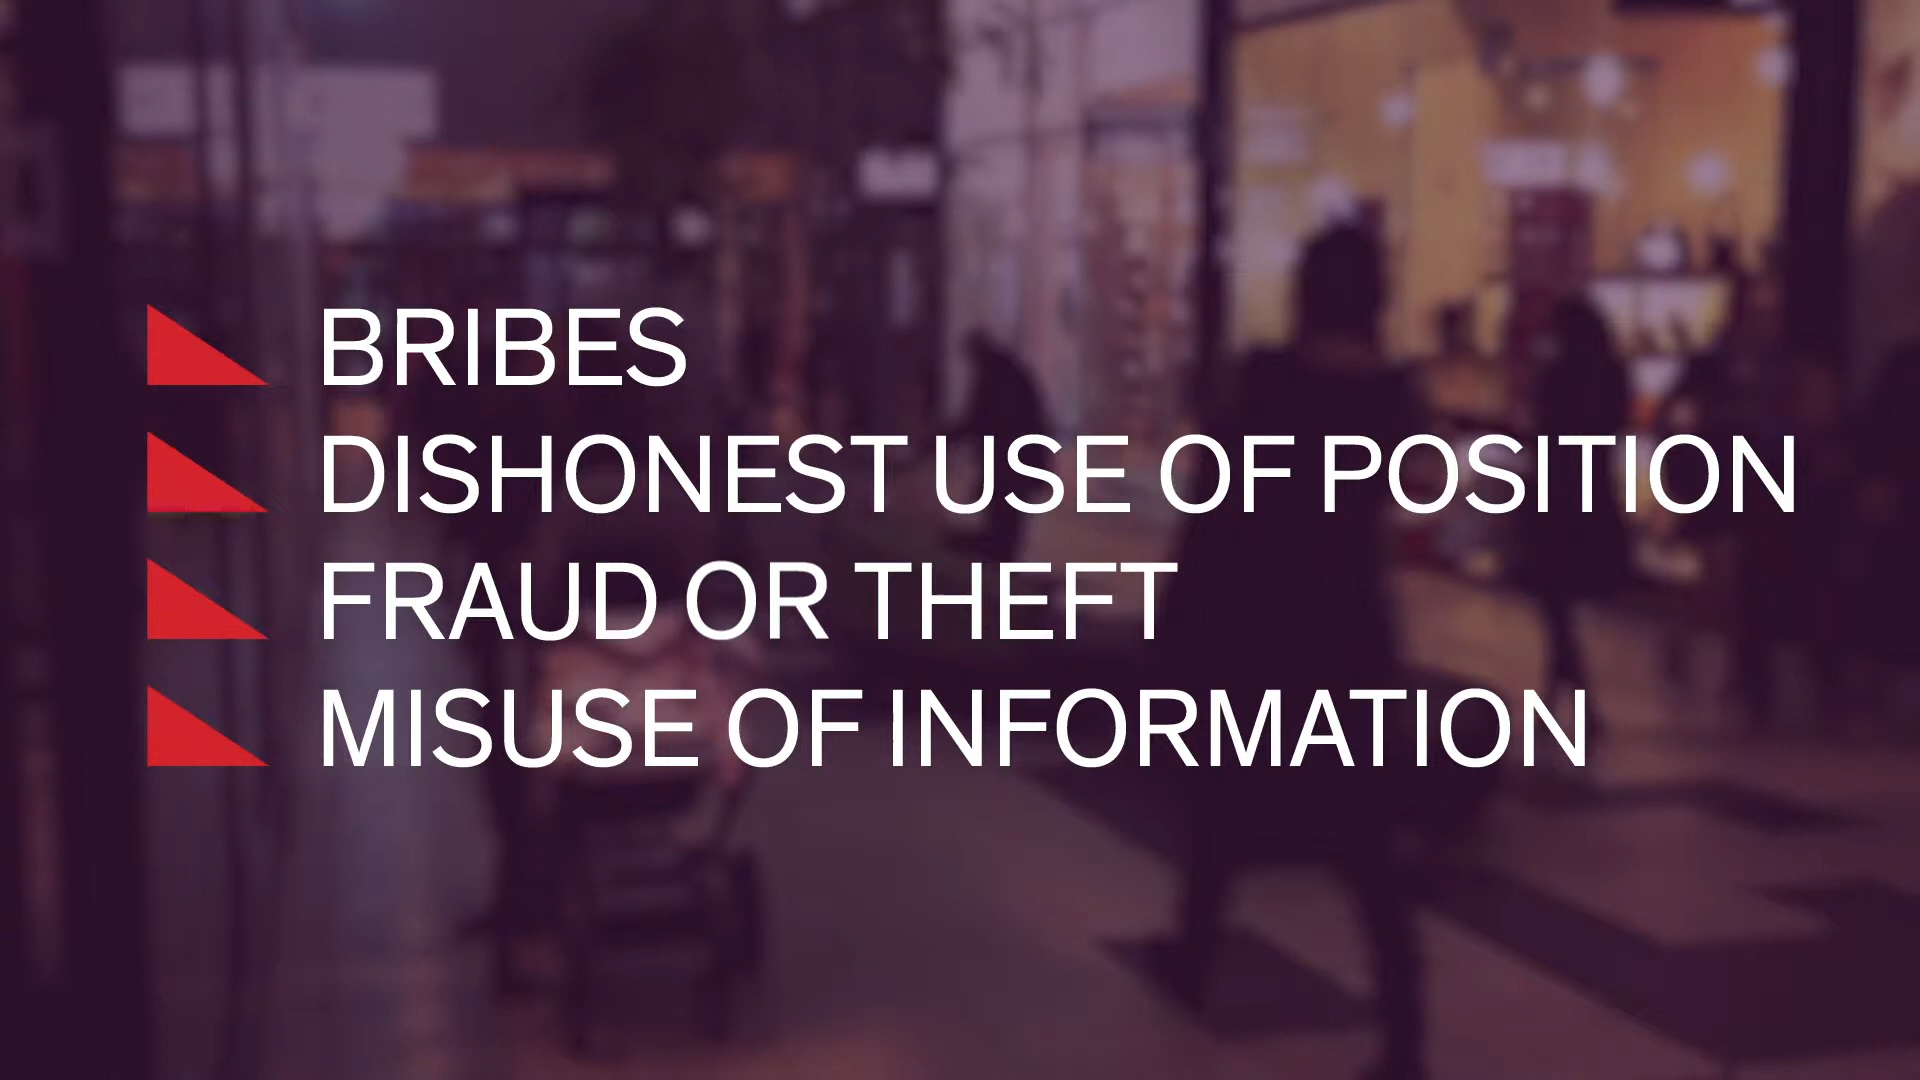 BRIBES
DISHONEST USE OF POSITION
FRAUD OR THEFT
MISUSE OF INFORMATION